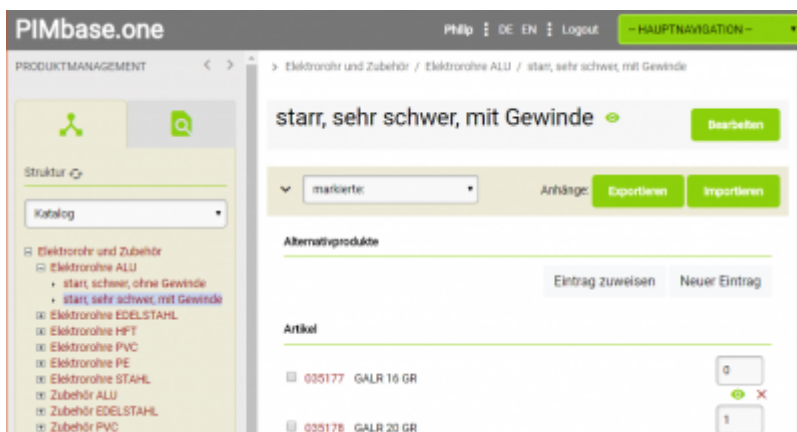 PIMbase.one
Philip DE EN Logout -- HAUPTNAVIGATION --
PRODUKTMANAGEMENT < >
> Elektrorohr und Zubehör / Elektrorohre ALU / starr, sehr schwer, mit Gewinde
starr, sehr schwer, mit Gewinde
Bearbeiten
Struktur
Katalog
markierte:
Anhänge:
Exportieren
Importieren
Elektrorohr und Zubehör
Elektrorohre ALU
starr, schwer, ohne Gewinde
starr, sehr schwer, mit Gewinde
Elektrorohre EDELSTAHL
Elektrorohre HFT
Elektrorohre PVC
Elektrorohre PE
Elektrorohre STAHL
Zubehör ALU
Zubehör EDELSTAHL
Zubehör PVC
Alternativprodukte
Eintrag zuweisen
Neuer Eintrag
Artikel
035177 GALR 16 GR
0
035178 GALR 20 GR
1